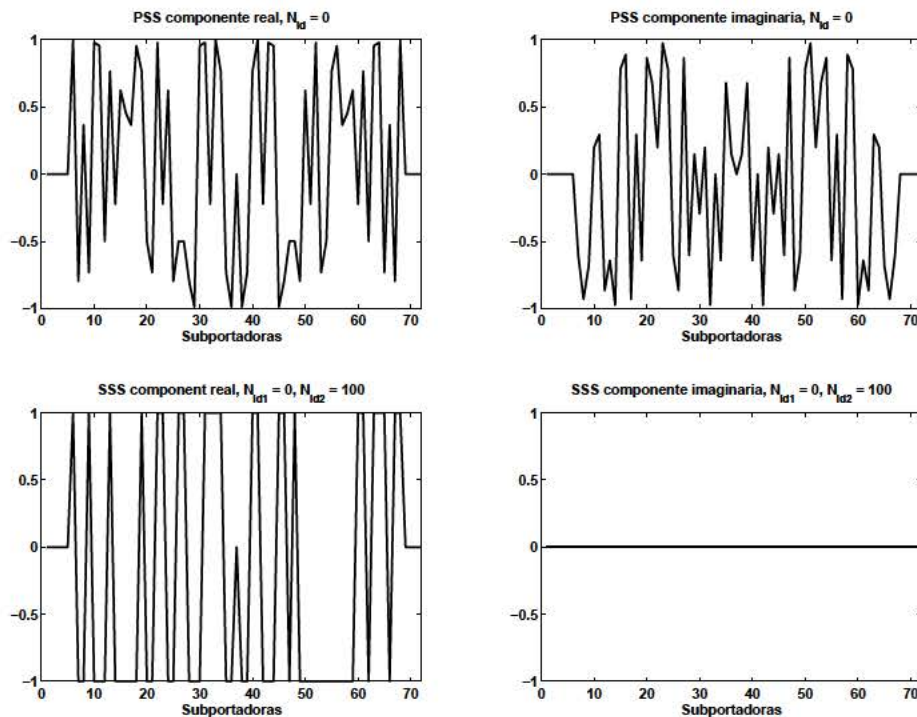 PSS componente real, N_id = 0
1
0.5
0
−0.5
−1
0 10 20 30 40 50 60 70
Subportadoras
PSS componente imaginaria, N_id = 0
1
0.5
0
−0.5
−1
0 10 20 30 40 50 60 70
Subportadoras
SSS component real, N_id1 = 0, N_id2 = 100
1
0.5
0
−0.5
−1
0 10 20 30 40 50 60 70
Subportadoras
SSS componente imaginaria, N_id1 = 0, N_id2 = 100
1
0.5
0
−0.5
−1
0 10 20 30 40 50 60 70
Subportadoras